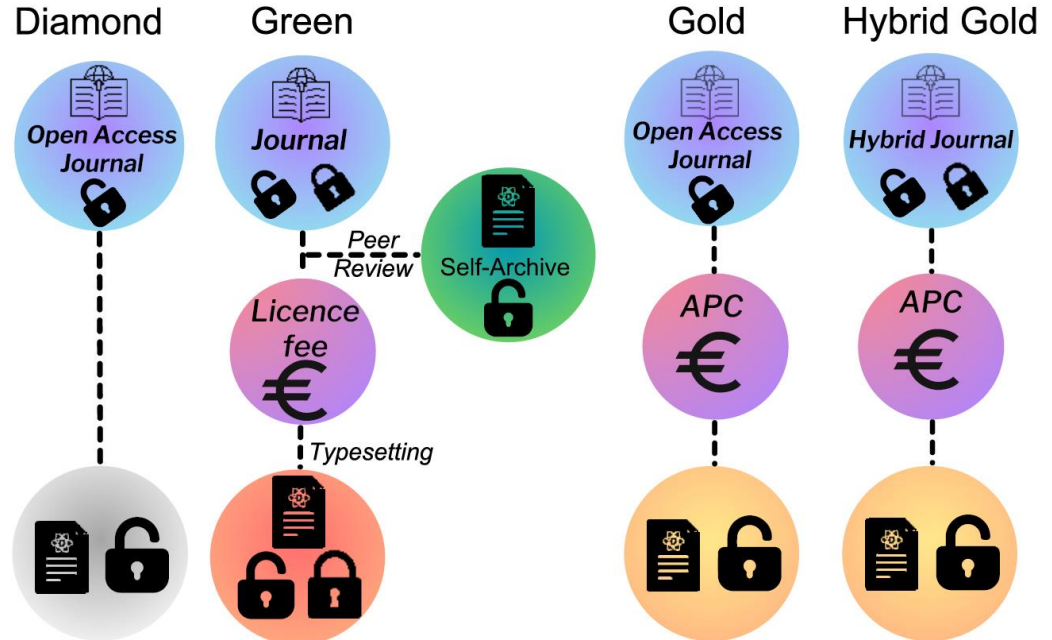 Diamond
Green
Gold
Hybrid Gold
Open Access
Journal
Journal
Open Access
Journal
Hybrid Journal
Peer
Review
Self-Archive
Licence
fee
€
APC
€
APC
€
Typesetting